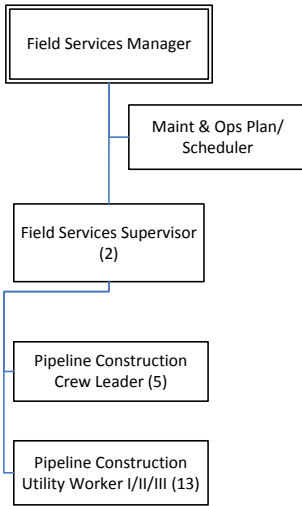 Field Services Manager
Maint & Ops Plan/
Scheduler
Field Services Supervisor
(2)
Pipeline Construction
Crew Leader (5)
Pipeline Construction
Utility Worker I/II/III (13)